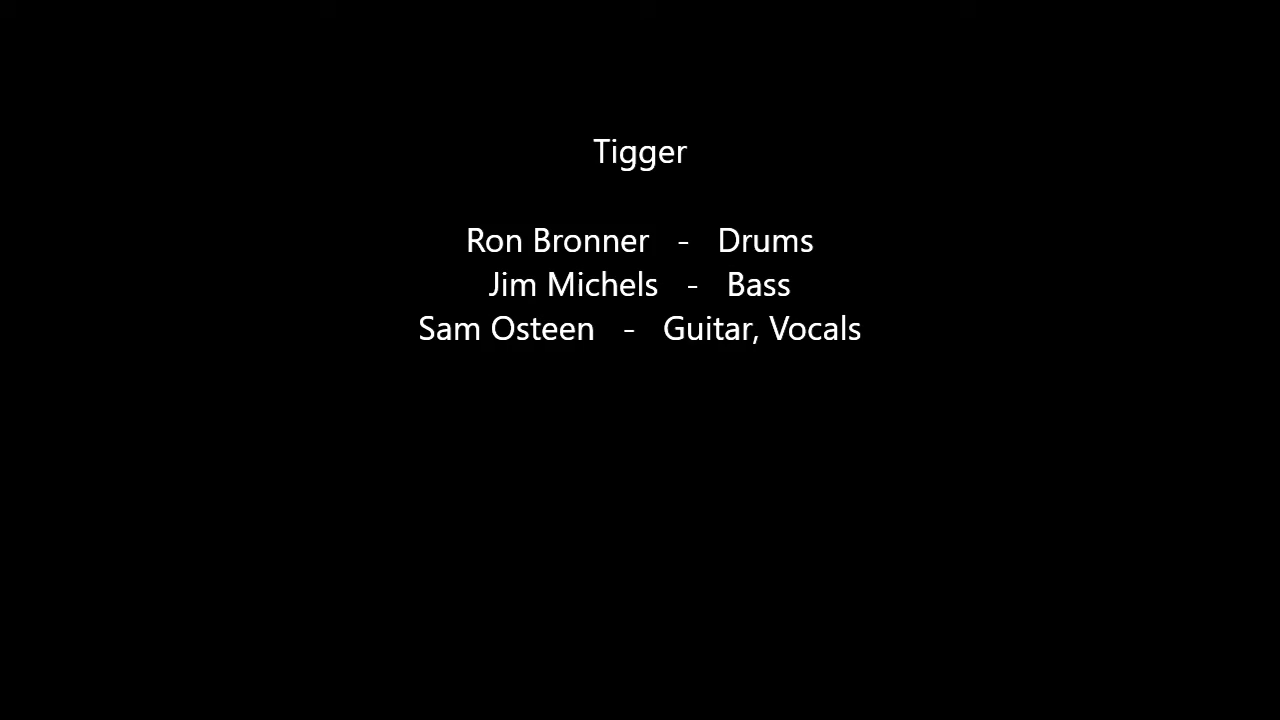 Tigger
Ron Bronner - Drums
Jim Michels - Bass
Sam Osteen - Guitar, Vocals